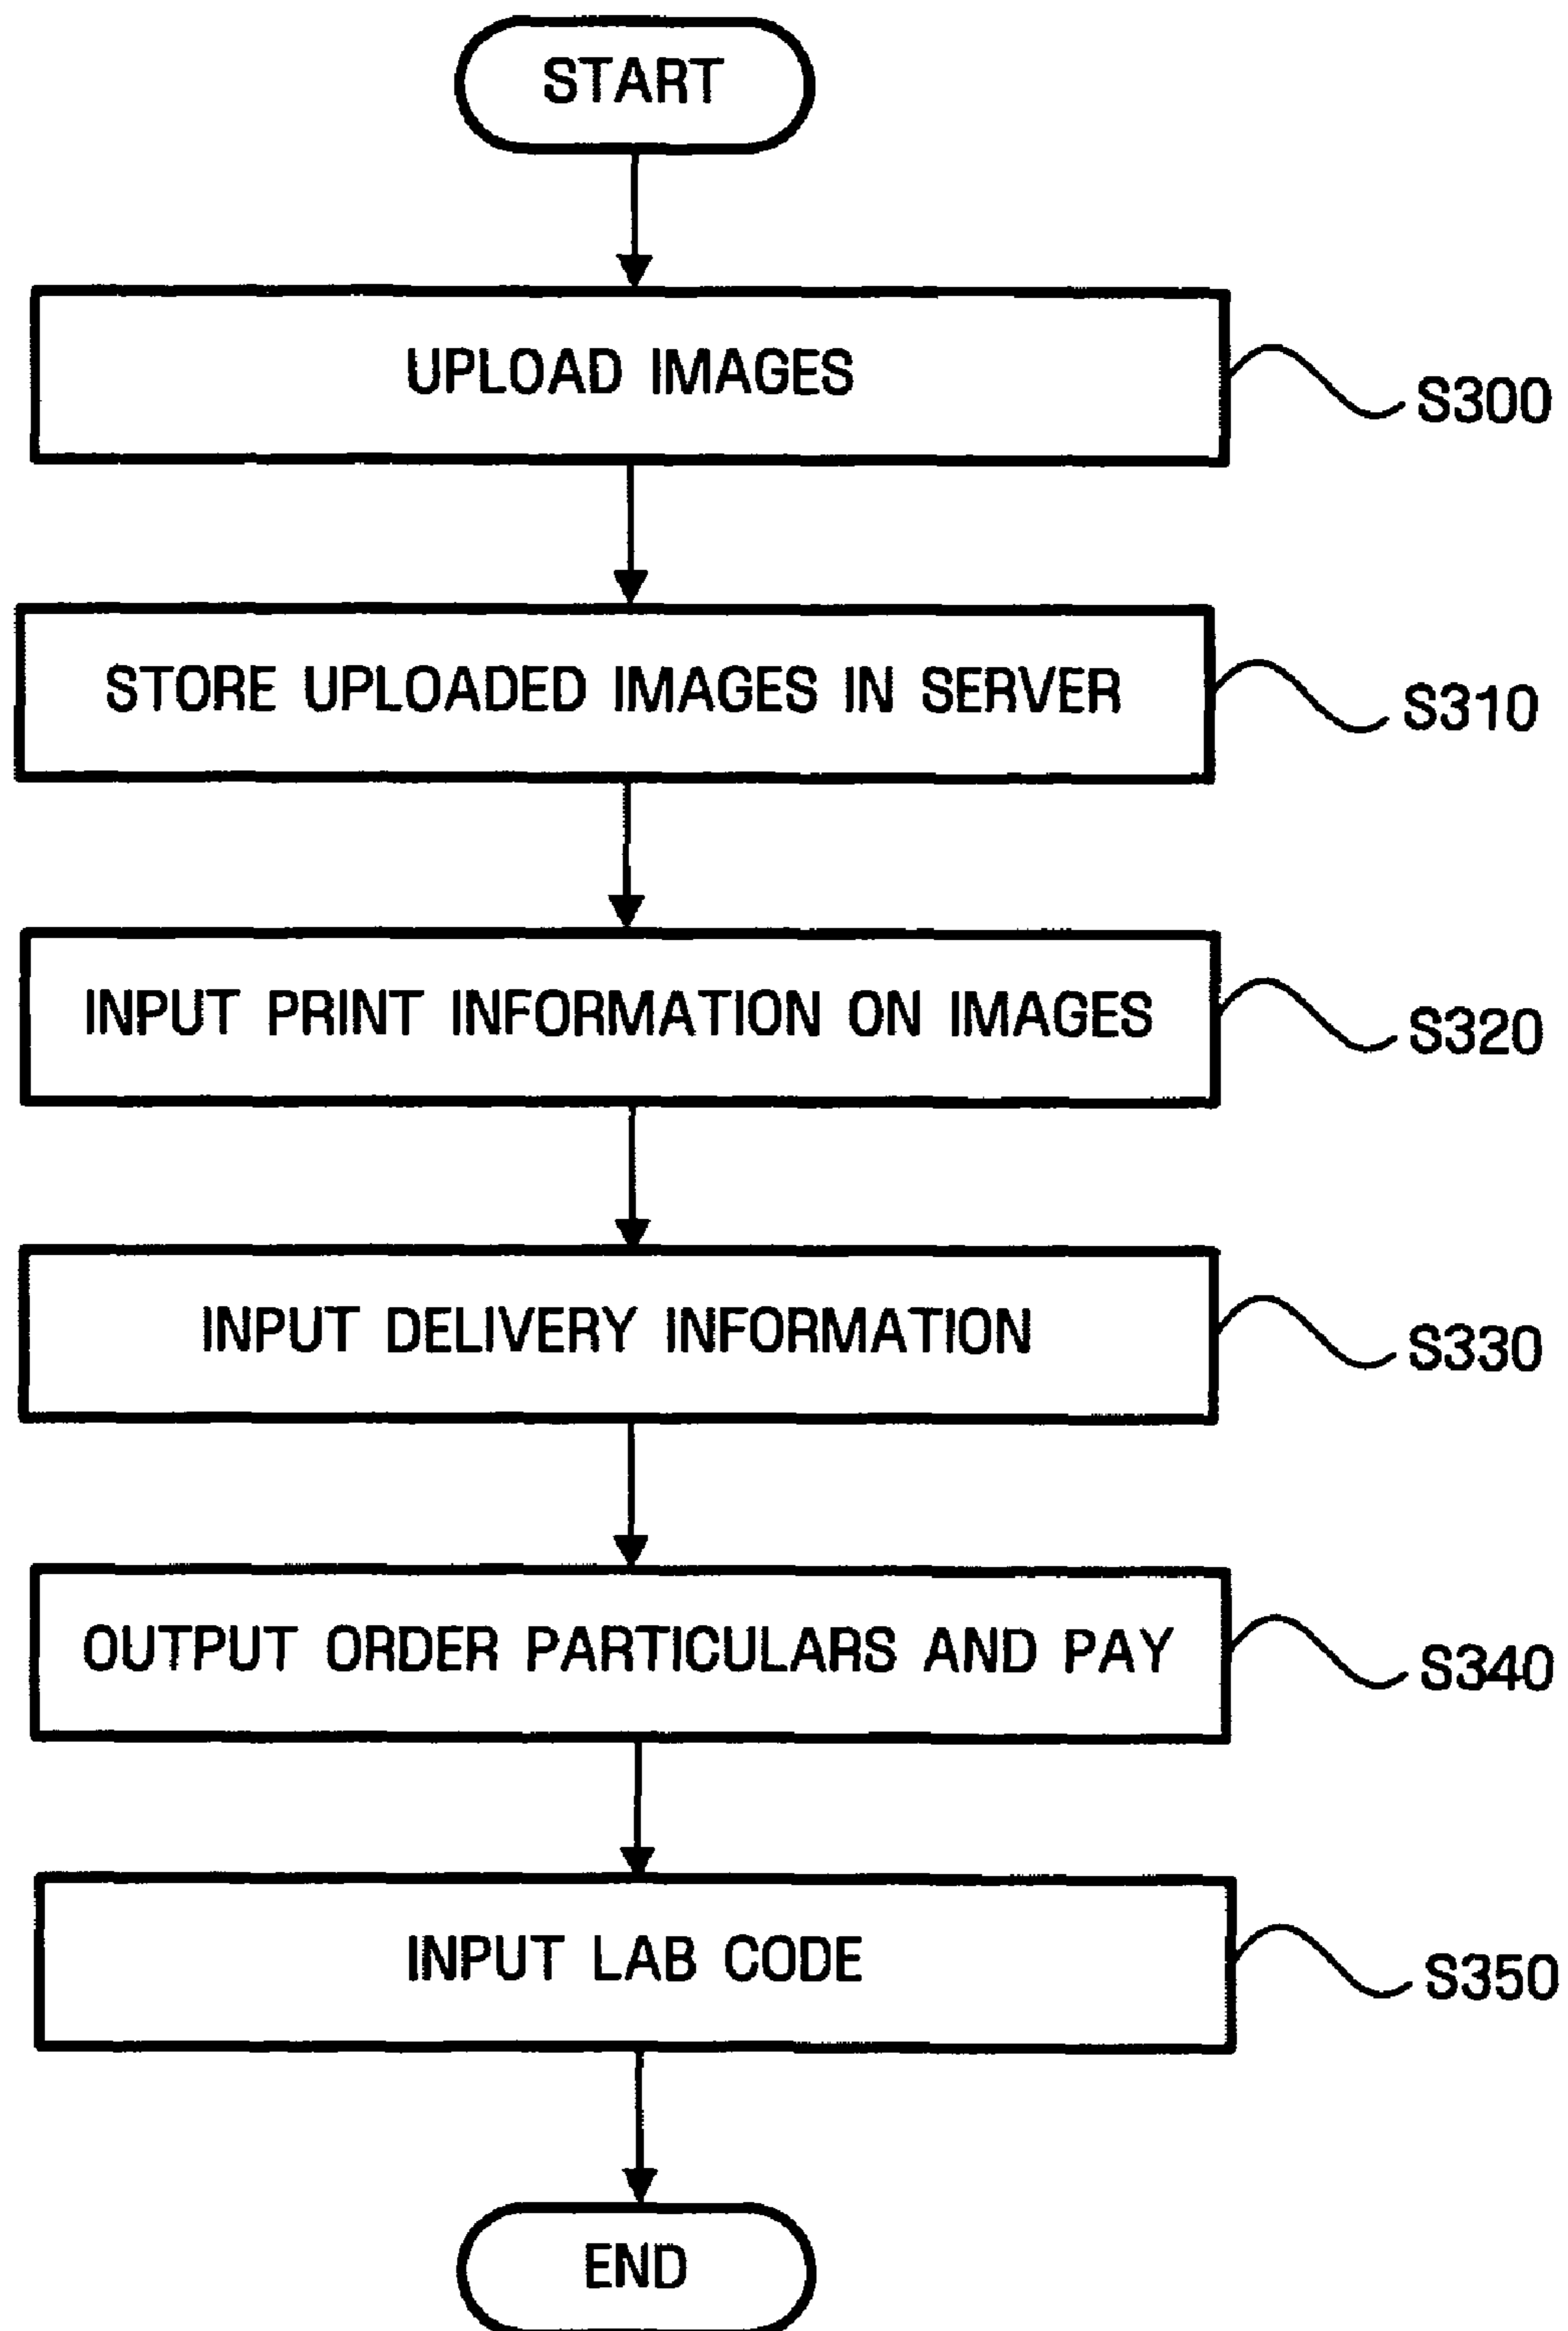 START
UPLOAD IMAGES
S300
STORE UPLOADED IMAGES IN SERVER
S310
INPUT PRINT INFORMATION ON IMAGES
S320
INPUT DELIVERY INFORMATION
S330
OUTPUT ORDER PARTICULARS AND PAY
S340
INPUT LAB CODE
S350
END